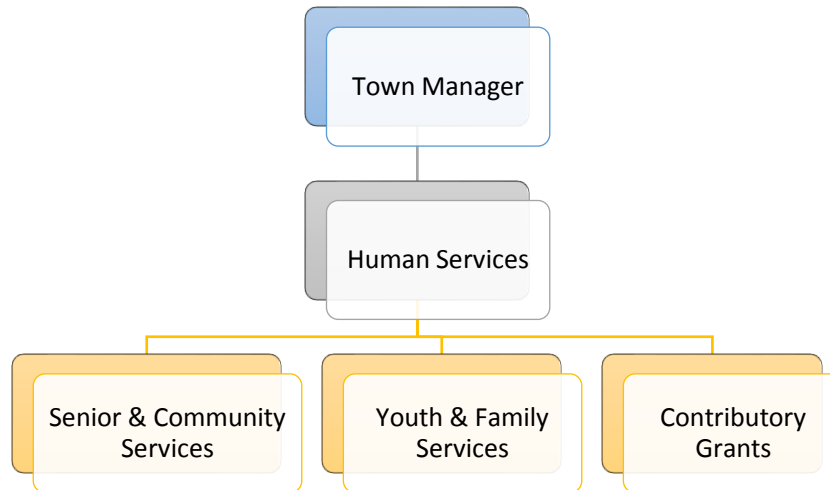 Town Manager
Human Services
Senior & Community
Services
Youth & Family
Services
Contributory
Grants